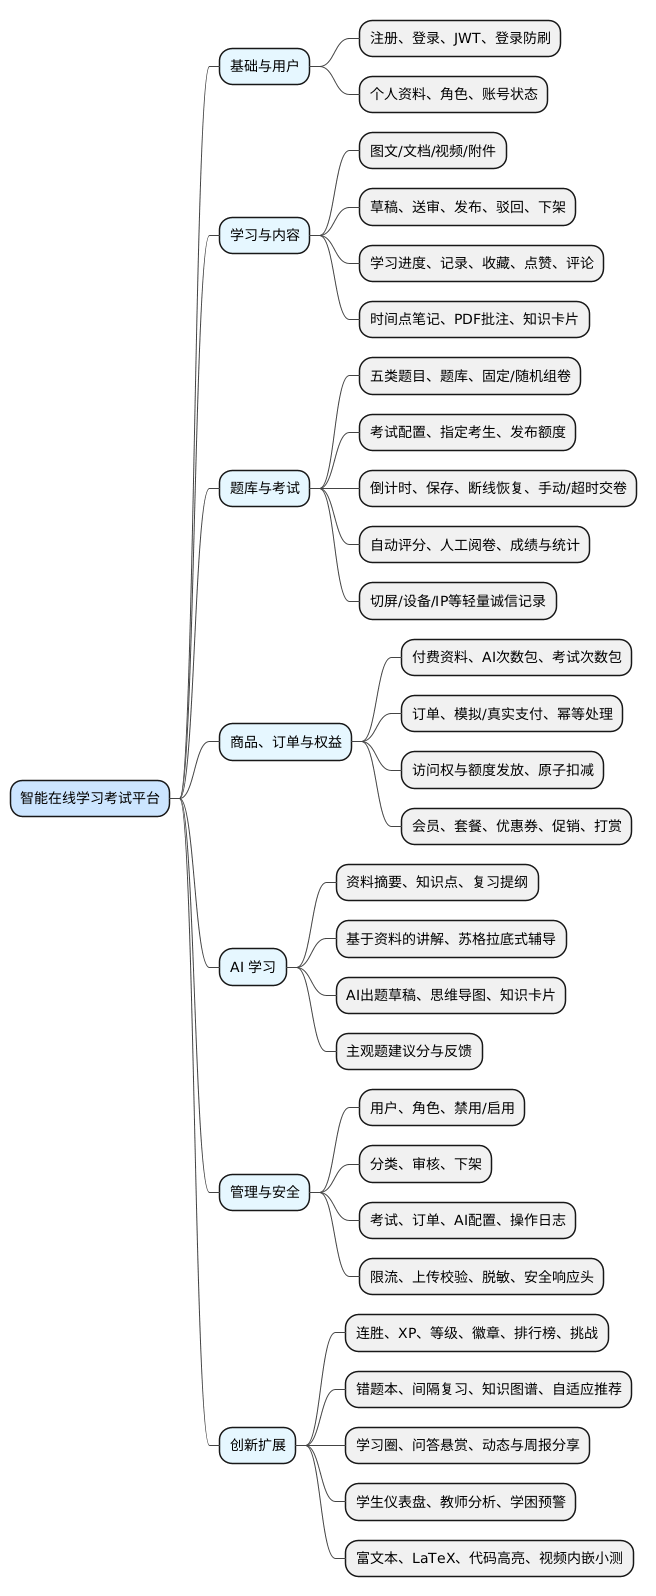 智能在线学习考试平台
基础与用户
注册、登录、JWT、登录防刷
个人资料、角色、账号状态
学习与内容
图文/文档/视频/附件
草稿、送审、发布、驳回、下架
学习进度、记录、收藏、点赞、评论
时间点笔记、PDF批注、知识卡片
题库与考试
五类题目、题库、固定/随机组卷
考试配置、指定考生、发布额度
倒计时、保存、断线恢复、手动/超时交卷
自动评分、人工阅卷、成绩与统计
切屏/设备/IP等轻量诚信记录
商品、订单与权益
付费资料、AI次数包、考试次数包
订单、模拟/真实支付、幂等处理
访问权与额度发放、原子扣减
会员、套餐、优惠券、促销、打赏
AI 学习
资料摘要、知识点、复习提纲
基于资料的讲解、苏格拉底式辅导
AI出题草稿、思维导图、知识卡片
主观题建议分与反馈
管理与安全
用户、角色、禁用/启用
分类、审核、下架
考试、订单、AI配置、操作日志
限流、上传校验、脱敏、安全响应头
创新扩展
连胜、XP、等级、徽章、排行榜、挑战
错题本、间隔复习、知识图谱、自适应推荐
学习圈、问答悬赏、动态与周报分享
学生仪表盘、教师分析、学困预警
富文本、LaTeX、代码高亮、视频内嵌小测